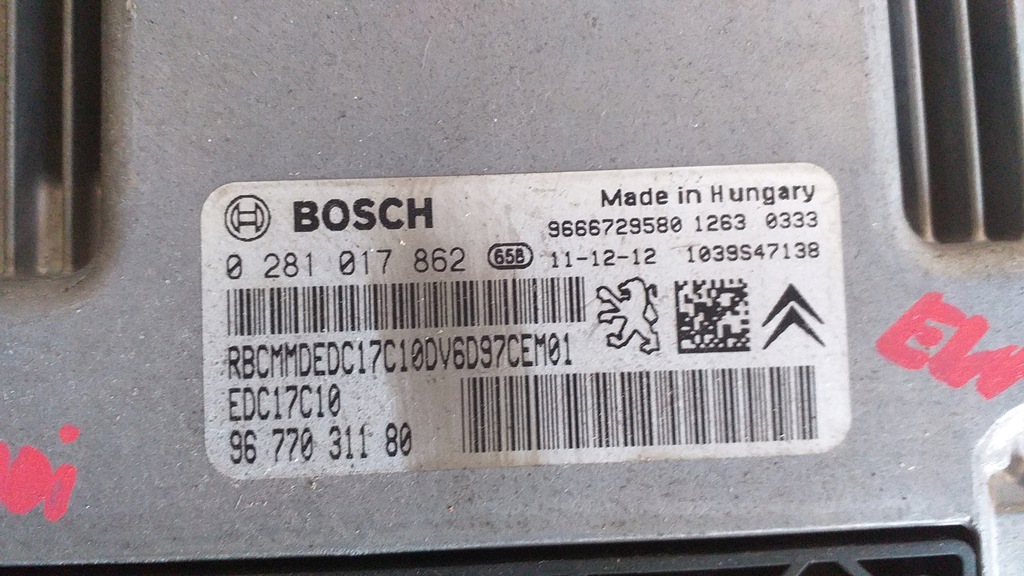 BOSCH
Made in Hungary
9666729580 1263 0333
0 281 017 862 65B 11-12-12 1039S47138
RBCMMDEDC17C10DV6D97CEM01
EDC17C10
96 770 311 80